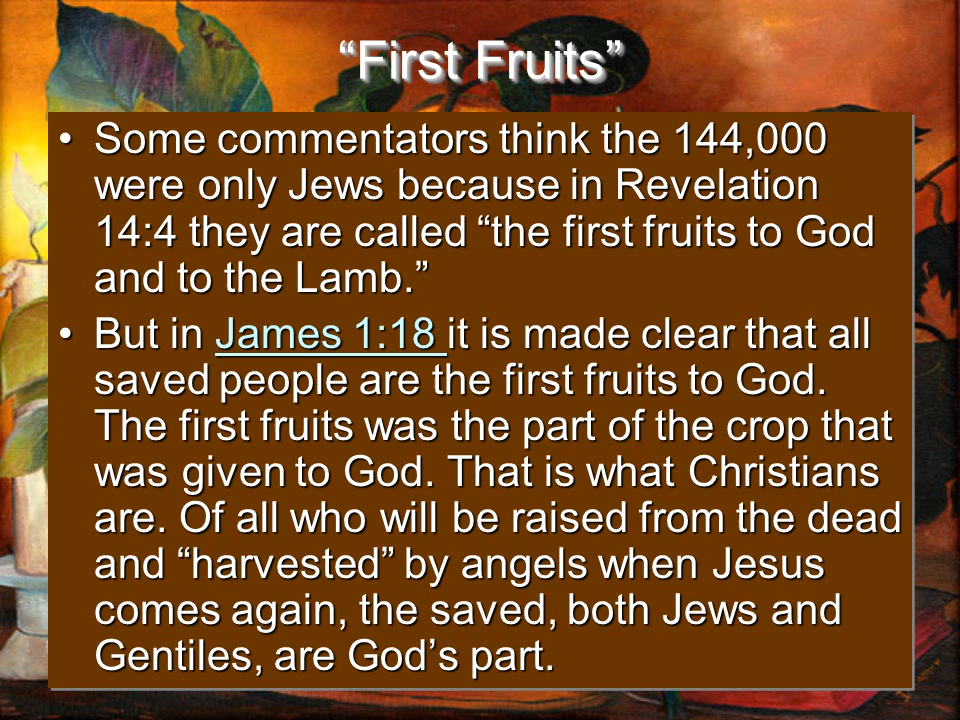 “First Fruits”
• Some commentators think the 144,000
were only Jews because in Revelation
14:4 they are called “the first fruits to God
and to the Lamb.”
• But in James 1:18 it is made clear that all
saved people are the first fruits to God.
The first fruits was the part of the crop that
was given to God. That is what Christians
are. Of all who will be raised from the dead
and “harvested” by angels when Jesus
comes again, the saved, both Jews and
Gentiles, are God’s part.